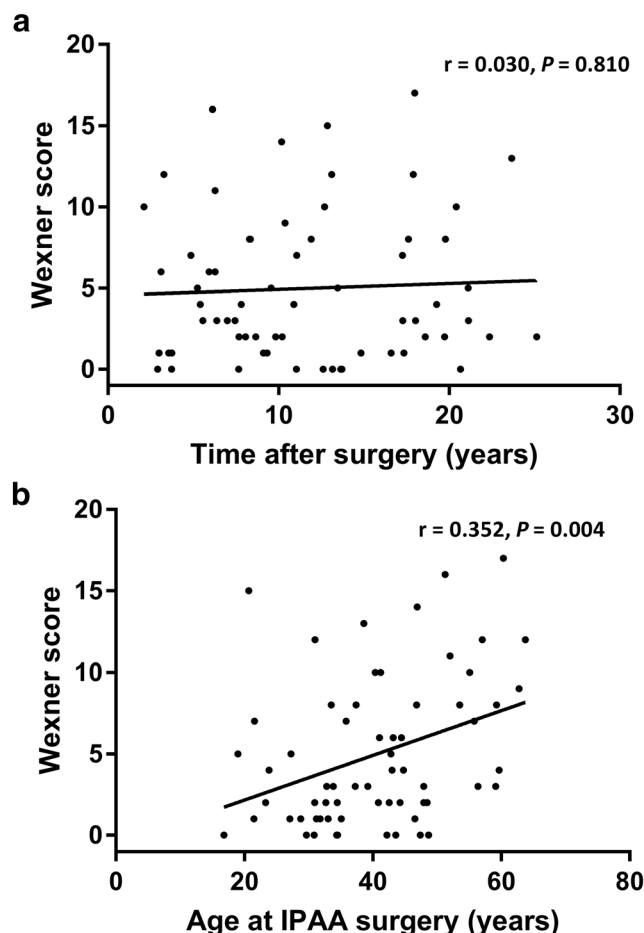 a
r = 0.030, P = 0.810
Wexner score
20
15
10
5
0
0 10 20 30
Time after surgery (years)
b
r = 0.352, P = 0.004
Wexner score
20
15
10
5
0
0 20 40 60 80
Age at IPAA surgery (years)